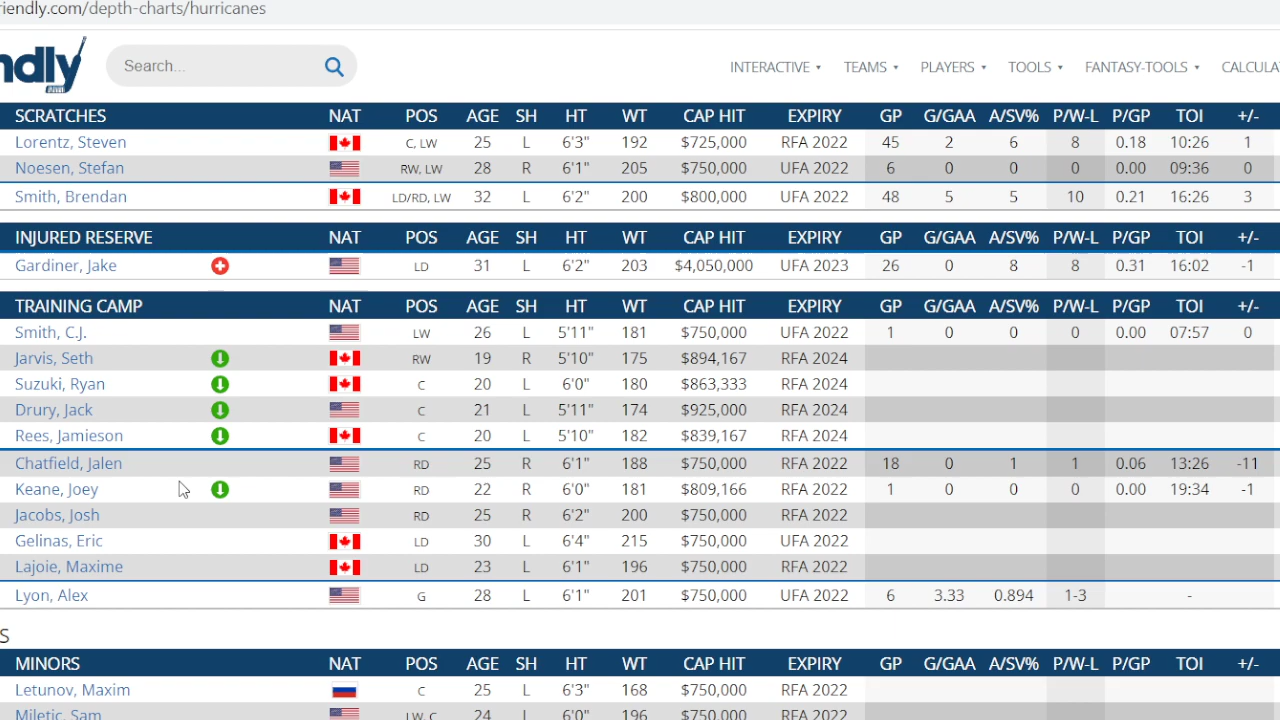 riendly.com/depth-charts/hurricanes
ndly Search... INTERACTIVE ▾ TEAMS ▾ PLAYERS ▾ TOOLS ▾ FANTASY-TOOLS ▾ CALCULA
SCRATCHES NAT POS AGE SH HT WT CAP HIT EXPIRY GP G/GAA A/SV% P/W-L P/GP TOI +/-
Lorentz, Steven C, LW 25 L 6'3" 192 $725,000 RFA 2022 45 2 6 8 0.18 10:26 1
Noesen, Stefan RW, LW 28 R 6'1" 205 $750,000 UFA 2022 6 0 0 0 0.00 09:36 0
Smith, Brendan LD/RD, LW 32 L 6'2" 200 $800,000 UFA 2022 48 5 5 10 0.21 16:26 3
INJURED RESERVE NAT POS AGE SH HT WT CAP HIT EXPIRY GP G/GAA A/SV% P/W-L P/GP TOI +/-
Gardiner, Jake LD 31 L 6'2" 203 $4,050,000 UFA 2023 26 0 8 8 0.31 16:02 -1
TRAINING CAMP NAT POS AGE SH HT WT CAP HIT EXPIRY GP G/GAA A/SV% P/W-L P/GP TOI +/-
Smith, C.J. LW 26 L 5'11" 181 $750,000 UFA 2022 1 0 0 0 0.00 07:57 0
Jarvis, Seth RW 19 R 5'10" 175 $894,167 RFA 2024
Suzuki, Ryan C 20 L 6'0" 180 $863,333 RFA 2024
Drury, Jack C 21 L 5'11" 174 $925,000 RFA 2024
Rees, Jamieson C 20 L 5'10" 182 $839,167 RFA 2024
Chatfield, Jalen RD 25 R 6'1" 188 $750,000 RFA 2022 18 0 1 1 0.06 13:26 -11
Keane, Joey RD 22 R 6'0" 181 $809,166 RFA 2022 1 0 0 0 0.00 19:34 -1
Jacobs, Josh RD 25 R 6'2" 200 $750,000 RFA 2022
Gelinas, Eric LD 30 L 6'4" 215 $750,000 UFA 2022
Lajoie, Maxime LD 23 L 6'1" 196 $750,000 RFA 2022
Lyon, Alex G 28 L 6'1" 201 $750,000 UFA 2022 6 3.33 0.894 1-3 -
S
MINORS NAT POS AGE SH HT WT CAP HIT EXPIRY GP G/GAA A/SV% P/W-L P/GP TOI +/-
Letunov, Maxim C 25 L 6'3" 168 $750,000 RFA 2022
Miletic, Sam LW, C 24 L 6'0" 196 $750,000 RFA 2022